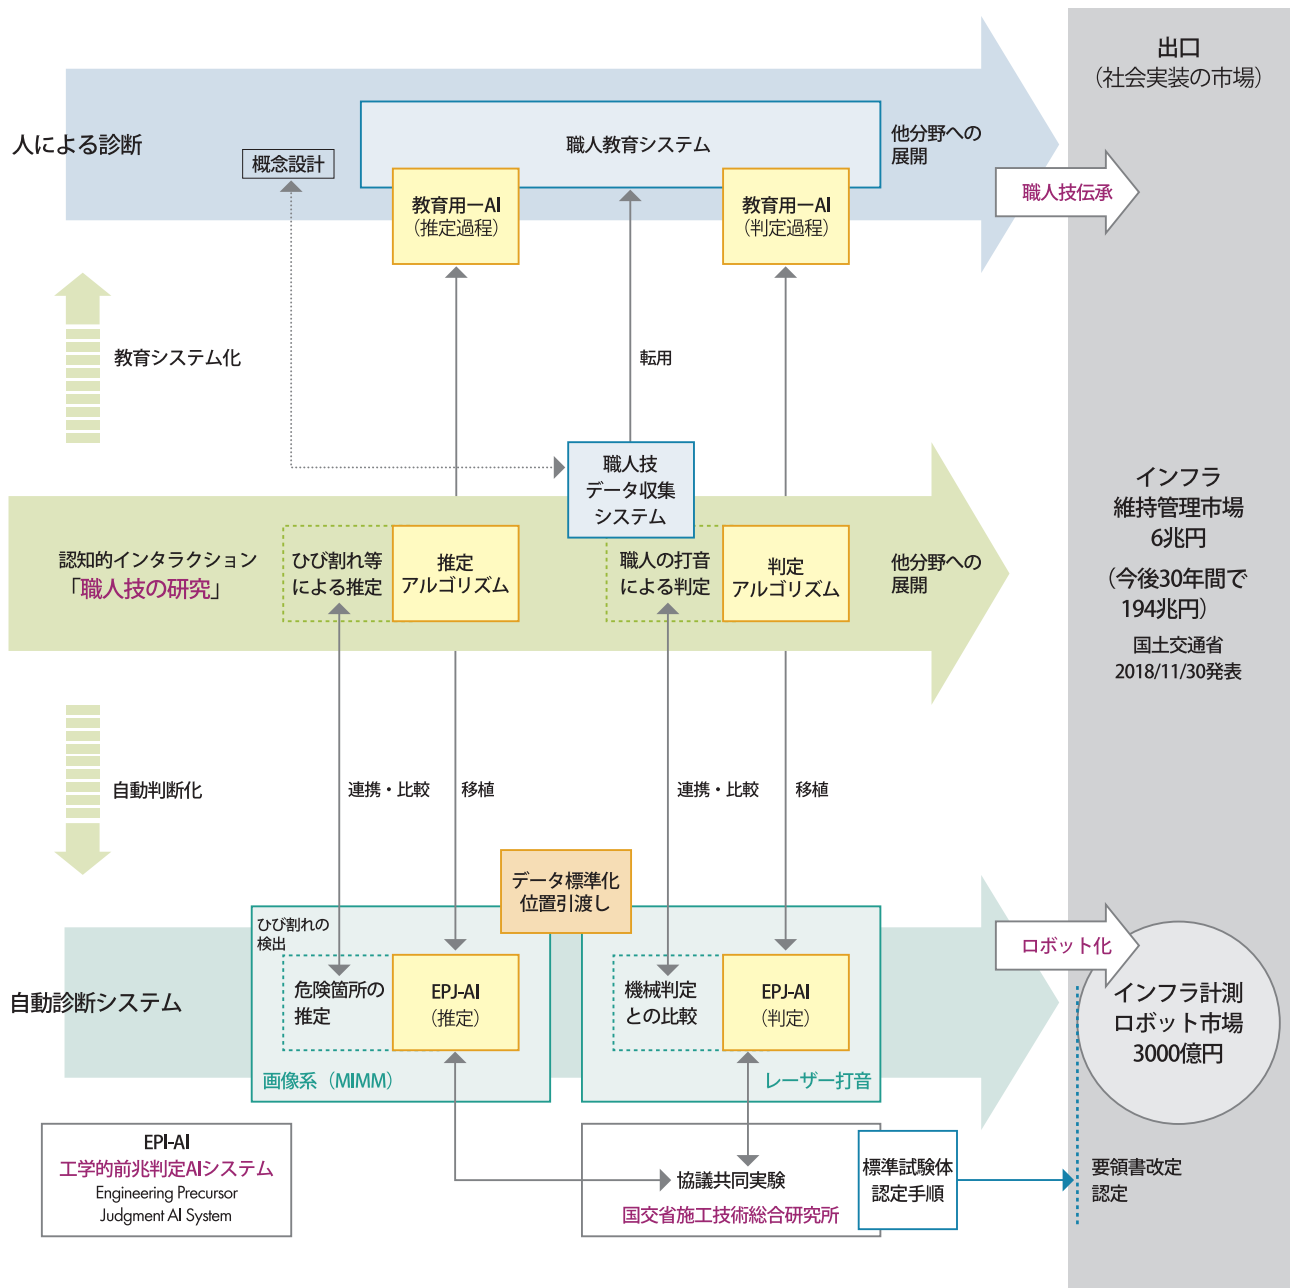 出口
（社会実装の市場）
人による診断
職人教育システム
他分野への
展開
概念設計
教育用ーAI
（推定過程）
教育用ーAI
（判定過程）
職人技伝承
教育システム化
転用
職人技
データ収集
システム
認知的インタラクション
「職人技の研究」
ひび割れ等
による推定
推定
アルゴリズム
職人の打音
による判定
判定
アルゴリズム
他分野への
展開
インフラ
維持管理市場
6兆円
（今後30年間で
194兆円）
国土交通省
2018/11/30発表
自動判断化
連携・比較
移植
連携・比較
移植
データ標準化
位置引渡し
ひび割れの
検出
自動診断システム
危険箇所の
推定
EPJ-AI
（推定）
画像系（MIMM）
機械判定
との比較
EPJ-AI
（判定）
レーザー打音
ロボット化
インフラ計測
ロボット市場
3000億円
EPI-AI
工学的前兆判定AIシステム
Engineering Precursor
Judgment AI System
協議共同実験
国交省施工技術総合研究所
標準試験体
認定手順
要領書改定
認定